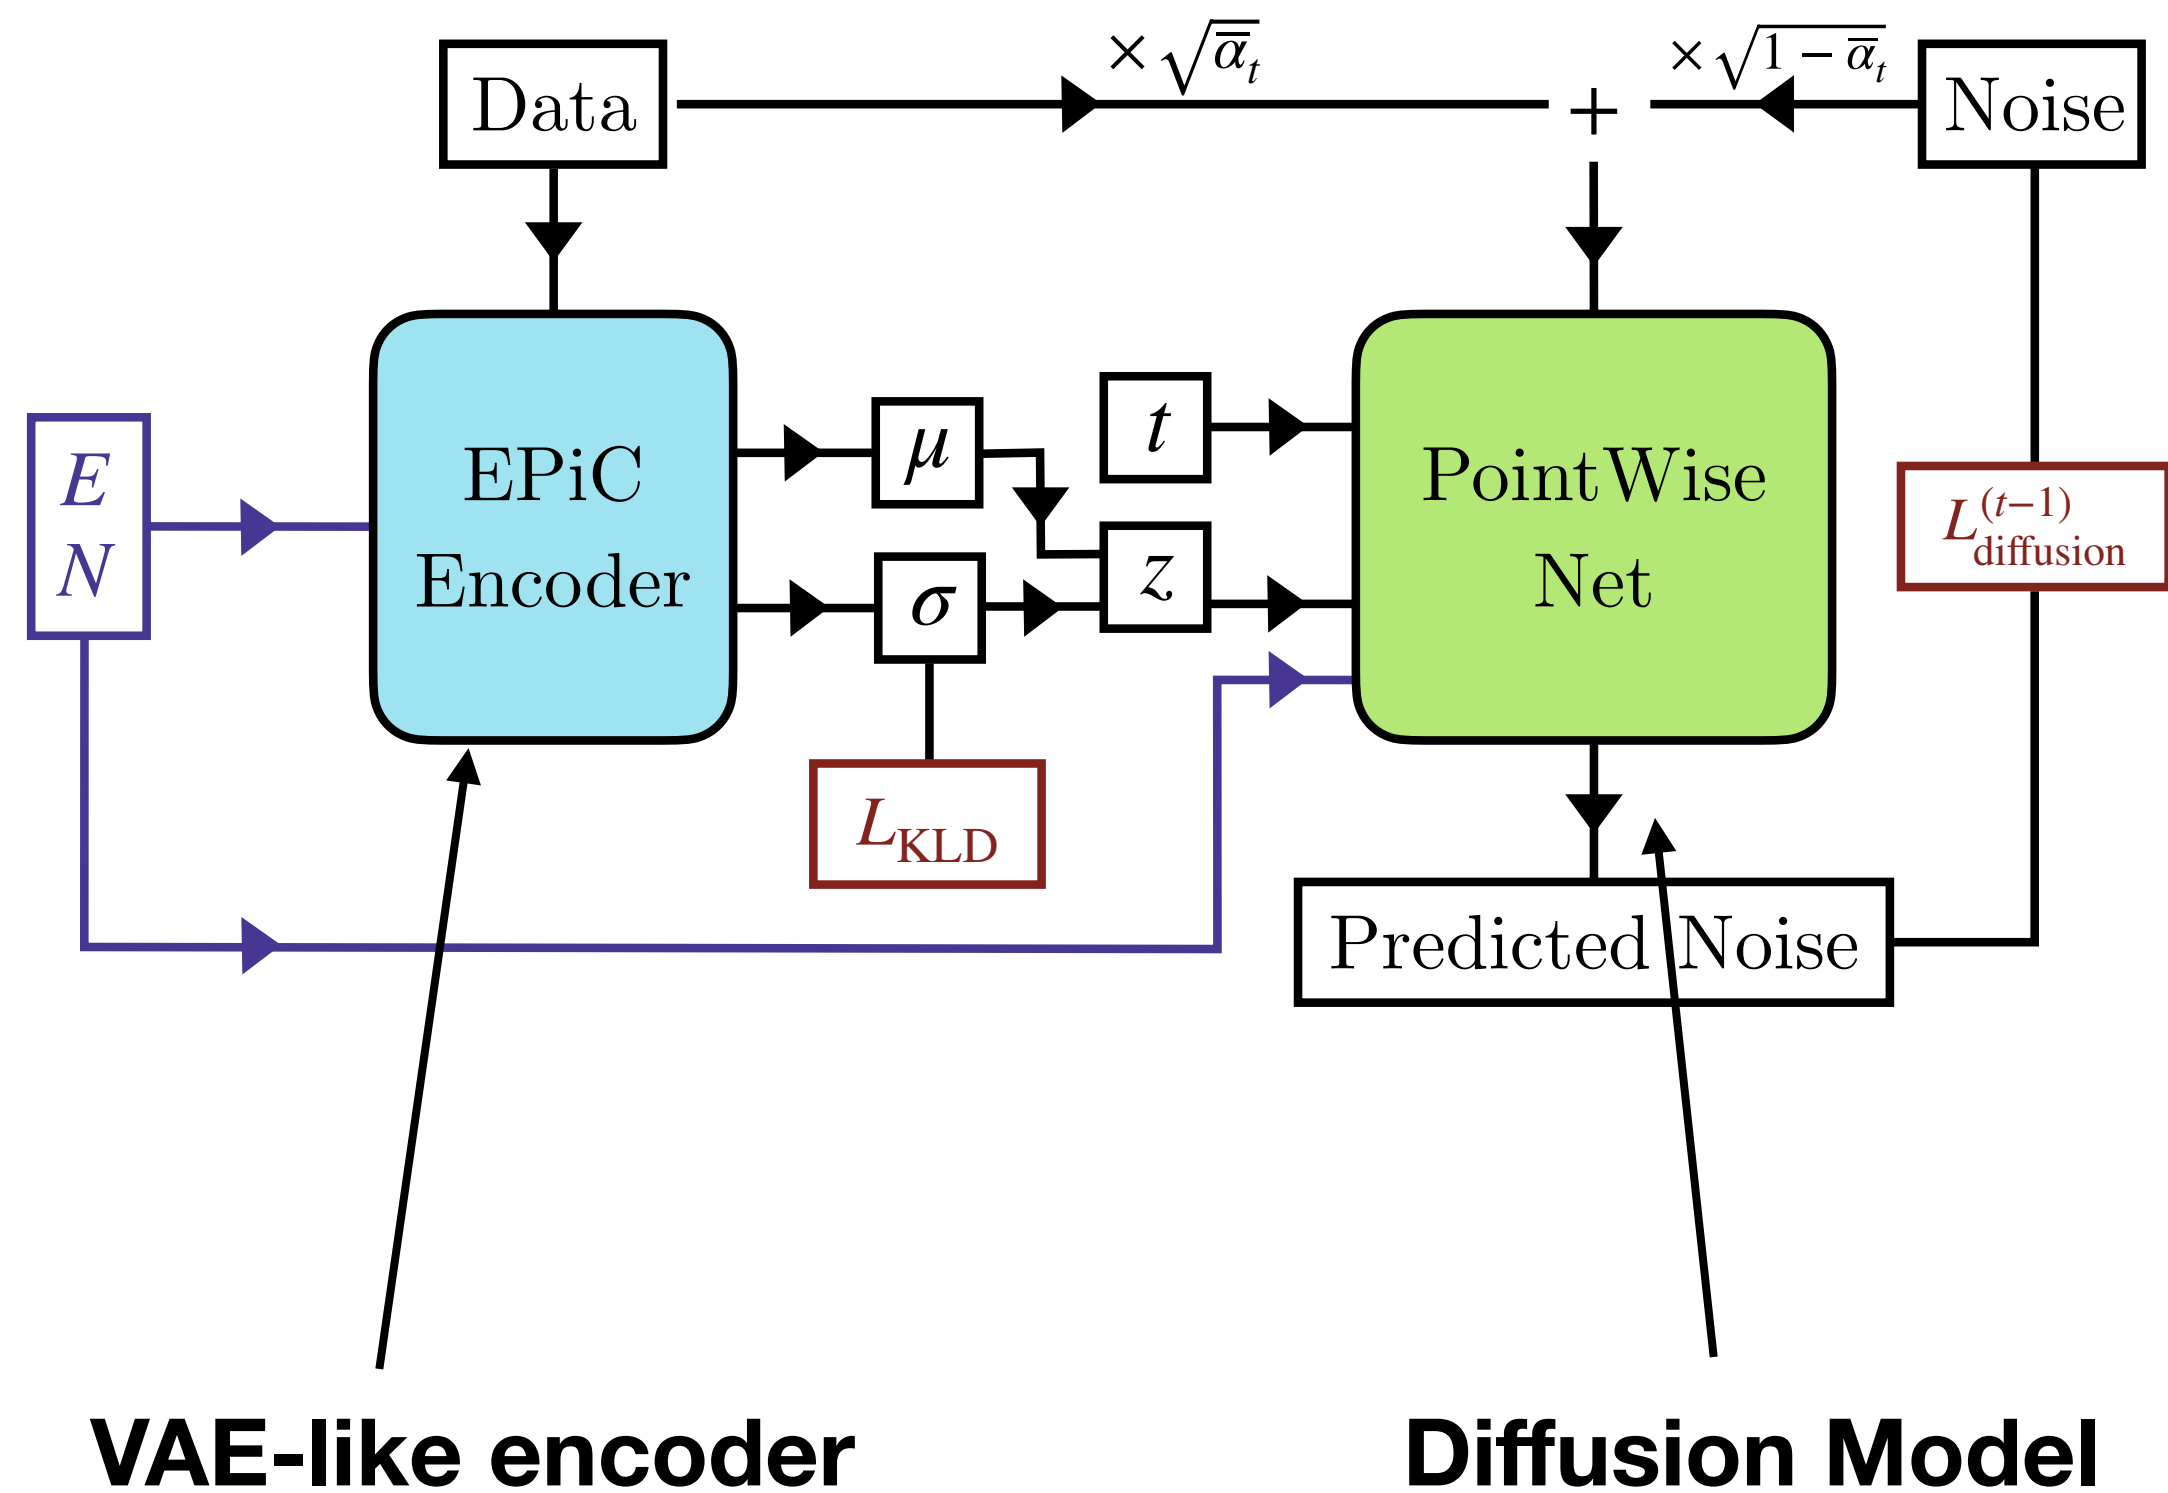 Data
× √ᾱₜ
+
× √1 − ᾱₜ
Noise
E
N
EPiC
Encoder
μ
σ
t
z
PointWise
Net
L^(t−1)_diffusion
L_KLD
Predicted Noise
VAE-like encoder
Diffusion Model